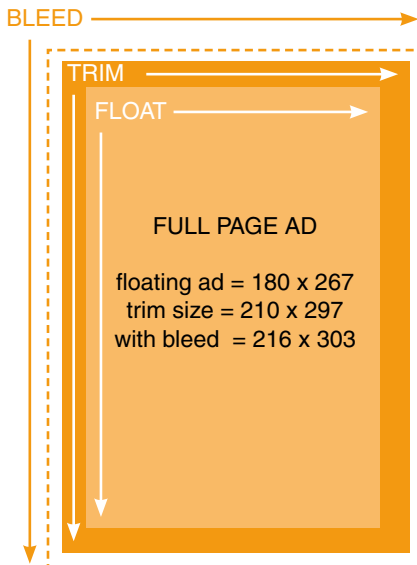 BLEED
TRIM
FLOAT
FULL PAGE AD
floating ad = 180 x 267
trim size = 210 x 297
with bleed = 216 x 303